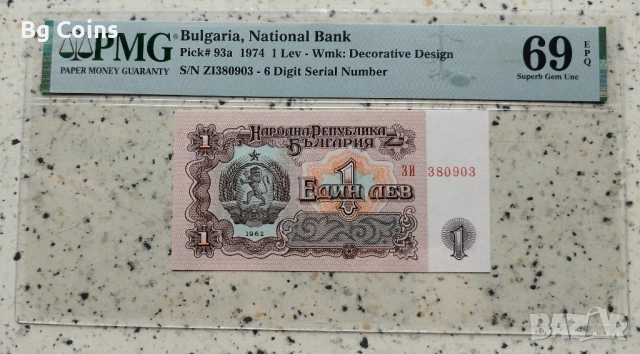 Bg Coins
PMG
PAPER MONEY GUARANTY
Bulgaria, National Bank
Pick# 93a 1974 1 Lev - Wmk: Decorative Design
S/N ZI380903 - 6 Digit Serial Number
69 EPQ
Superb Gem Unc
1
НАРОДНА РЕПУБЛИКА
БЪЛГАРИЯ
ЗИ 380903
1
ЕДИН ЛЕВ
1962
1
1
BAZAR.BG